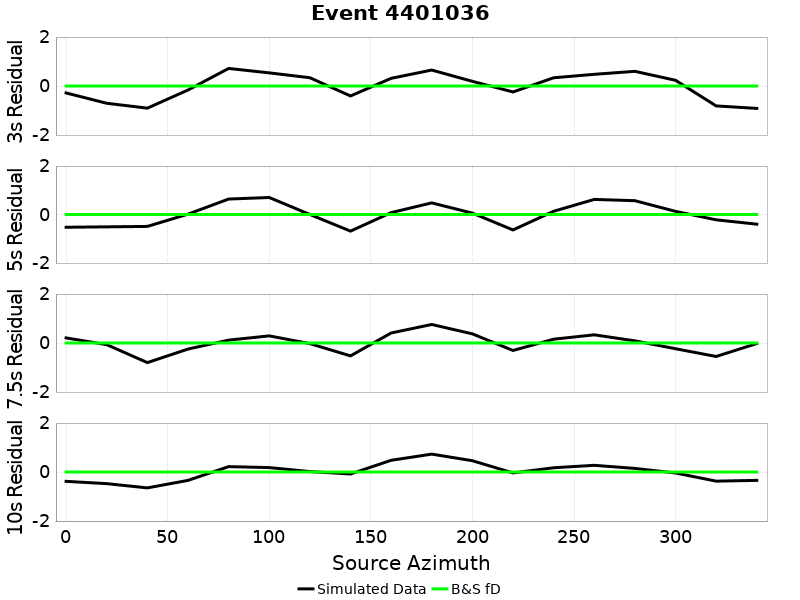 Event 4401036
3s Residual
2
0
-2
5s Residual
2
0
-2
7.5s Residual
2
0
-2
10s Residual
2
0
-2
0 50 100 150 200 250 300
Source Azimuth
Simulated Data B&S fD